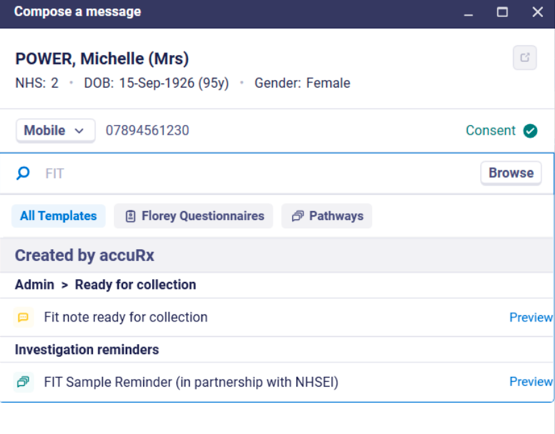 Compose a message
POWER, Michelle (Mrs)
NHS: 2 • DOB: 15-Sep-1926 (95y) • Gender: Female
Mobile 07894561230 Consent
FIT Browse
All Templates Florey Questionnaires Pathways
Created by accuRx
Admin > Ready for collection
Fit note ready for collection Preview
Investigation reminders
FIT Sample Reminder (in partnership with NHSEI) Preview